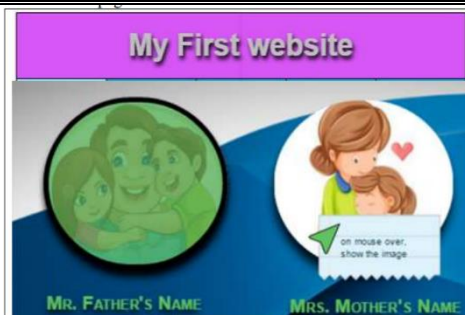 My First website
on mouse over,
show the image
MR. FATHER'S NAME
MRS. MOTHER'S NAME